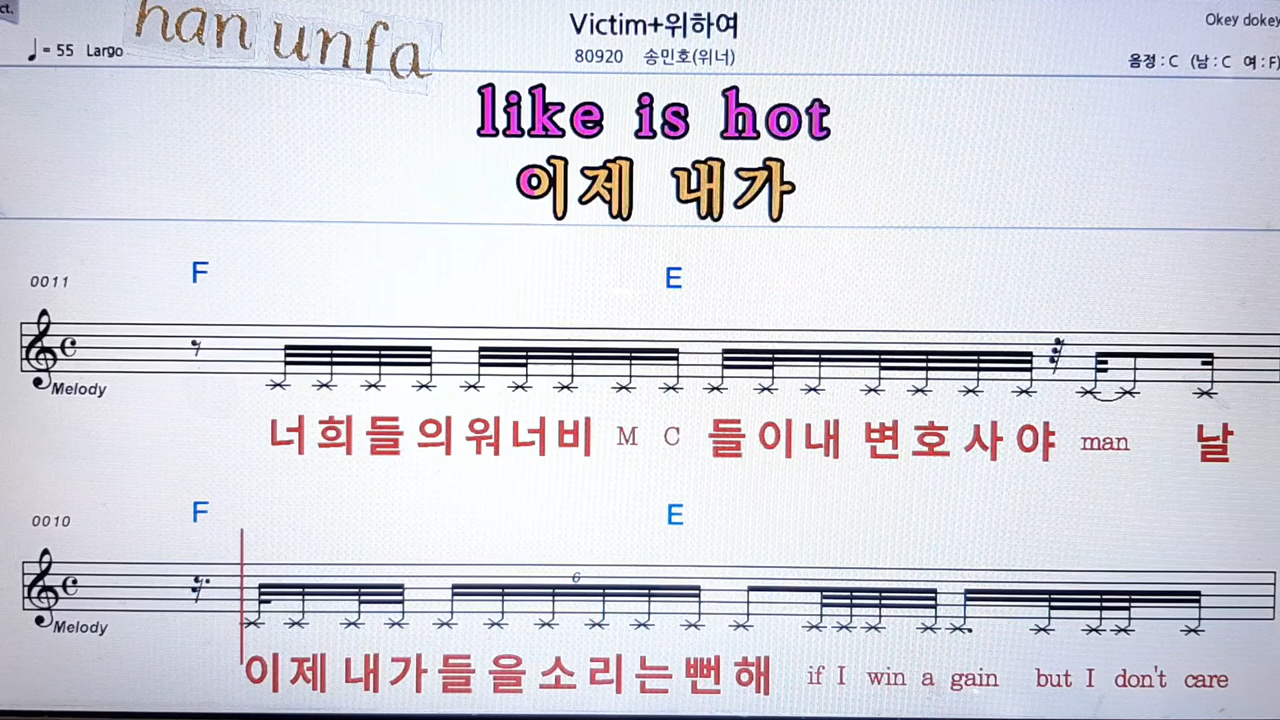 ct.
han unfa
Victim+위하여
Okey dokey
♩= 55 Largo
80920 송민호(위너)
음정 : C (남 : C 여 : F)
like is hot
이제 내가
0011 F E
Melody
너희들의워너비 M C 들이내 변호사야 man 날
0010 F E
6
Melody
이제 내가들을소리는뻔해 if I win a gain but I don't care